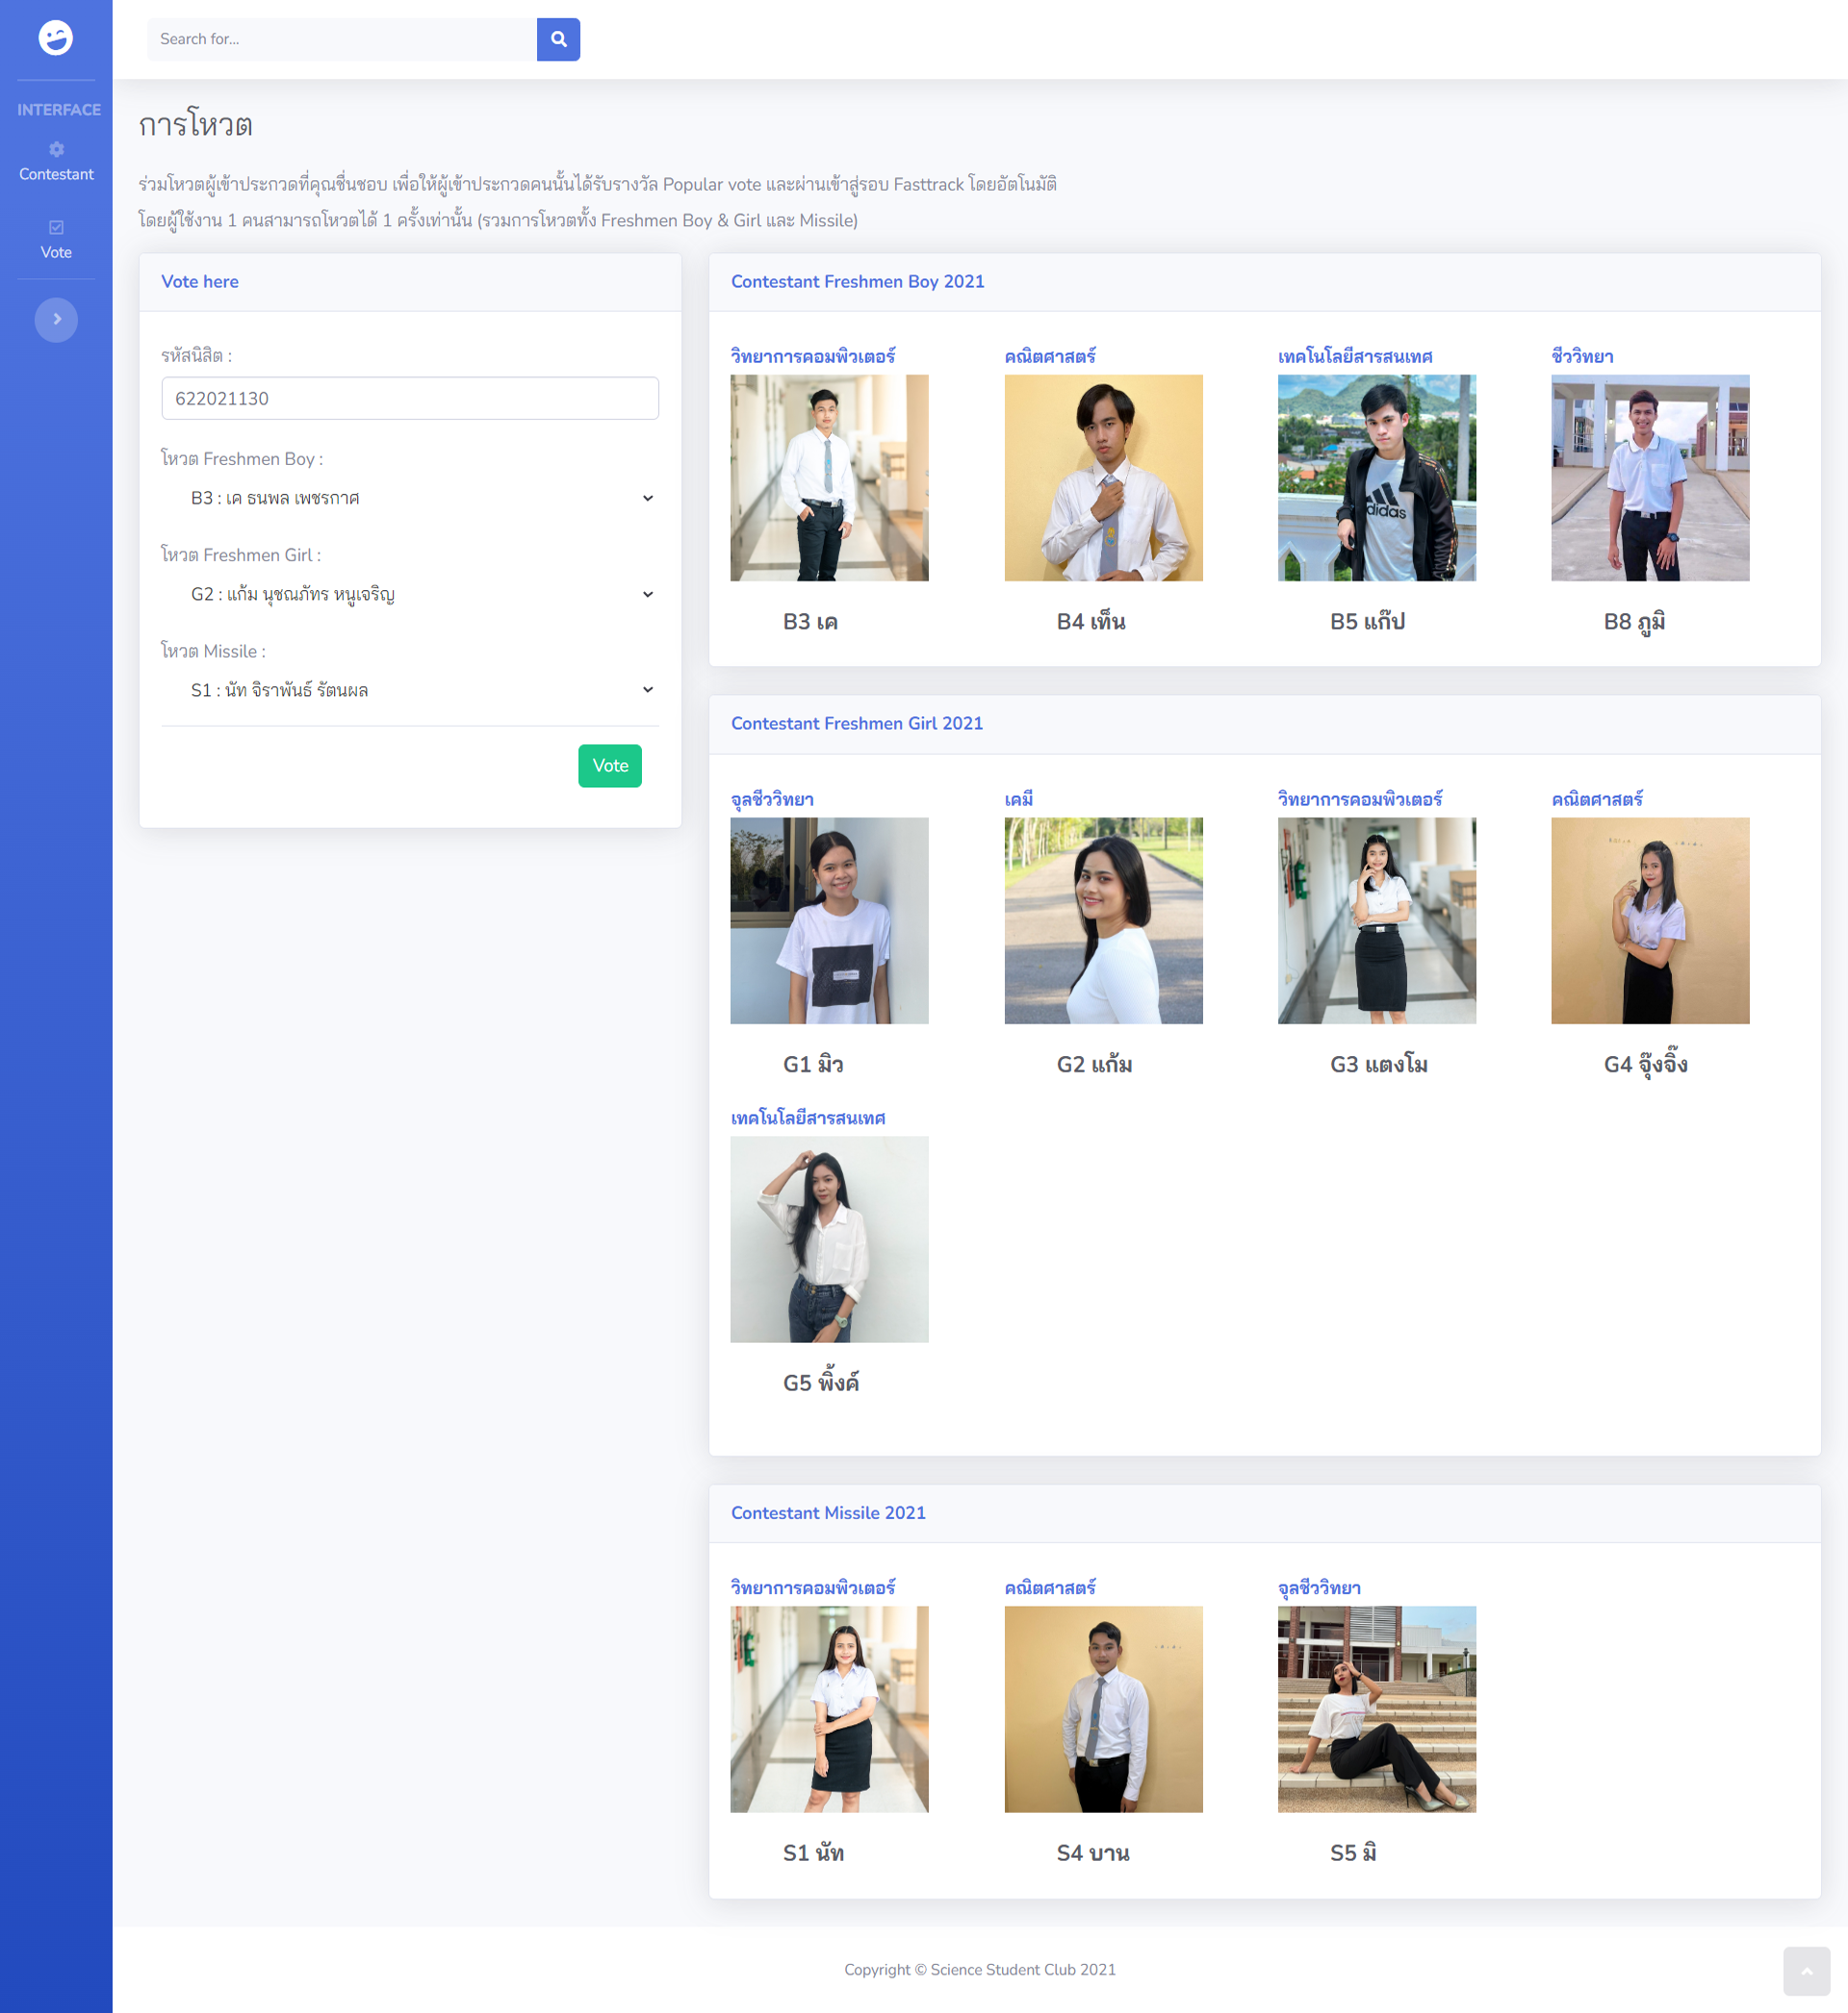 Search for...
INTERFACE
Contestant
Vote
การโหวต
ร่วมโหวตผู้เข้าประกวดที่คุณชื่นชอบ เพื่อให้ผู้เข้าประกวดคนนั้นได้รับรางวัล Popular vote และผ่านเข้าสู่รอบ Fasttrack โดยอัตโนมัติ
โดยผู้ใช้งาน 1 คนสามารถโหวตได้ 1 ครั้งเท่านั้น (รวมการโหวตทั้ง Freshmen Boy & Girl และ Missile)
Vote here
รหัสนิสิต :
622021130
โหวต Freshmen Boy :
B3 : เค ธนพล เพชรกาศ
โหวต Freshmen Girl :
G2 : แก้ม นุชณภัทร หนูเจริญ
โหวต Missile :
S1 : นัท จิราพันธ์ รัตนผล
Vote
Contestant Freshmen Boy 2021
วิทยาการคอมพิวเตอร์
คณิตศาสตร์
เทคโนโลยีสารสนเทศ
ชีววิทยา
adidas
B3 เค
B4 เท็น
B5 แก๊ป
B8 ภูมิ
Contestant Freshmen Girl 2021
จุลชีววิทยา
เคมี
วิทยาการคอมพิวเตอร์
คณิตศาสตร์
G1 มิว
G2 แก้ม
G3 แตงโม
G4 จุ๊งจิ๊ง
เทคโนโลยีสารสนเทศ
G5 พิ้งค์
Contestant Missile 2021
วิทยาการคอมพิวเตอร์
คณิตศาสตร์
จุลชีววิทยา
S1 นัท
S4 บาน
S5 มิ
Copyright © Science Student Club 2021